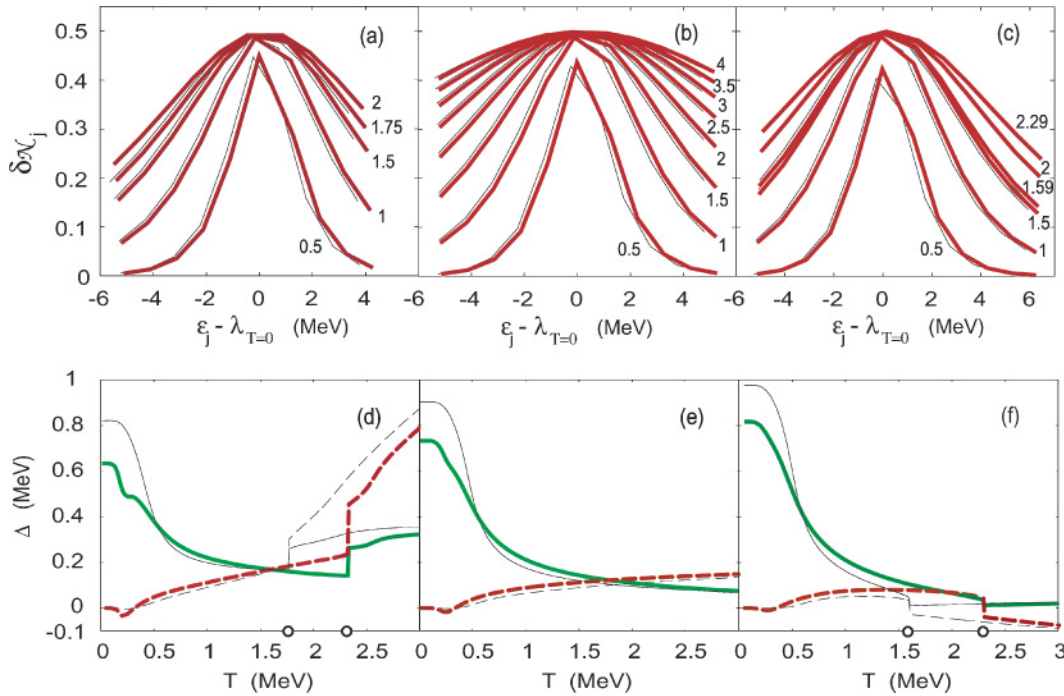 0.5
0.4
0.3
0.2
0.1
0
δ𝒩j
(a)
2
1.75
1.5
1
0.5
-6 -4 -2 0 2 4
εj - λT=0 (MeV)
(b)
4
3.5
3
2.5
2
1.5
1
0.5
-6 -4 -2 0 2 4 6
εj - λT=0 (MeV)
(c)
2.29
2
1.59
1.5
1
0.5
-6 -4 -2 0 2 4 6
εj - λT=0 (MeV)
1
0.8
0.6
0.4
0.2
0
-0.1
Δ (MeV)
(d)
0 0.5 1 1.5 2 2.5
T (MeV)
(e)
0 0.5 1 1.5 2 2.5
T (MeV)
(f)
0 0.5 1 1.5 2 2.5 3
T (MeV)